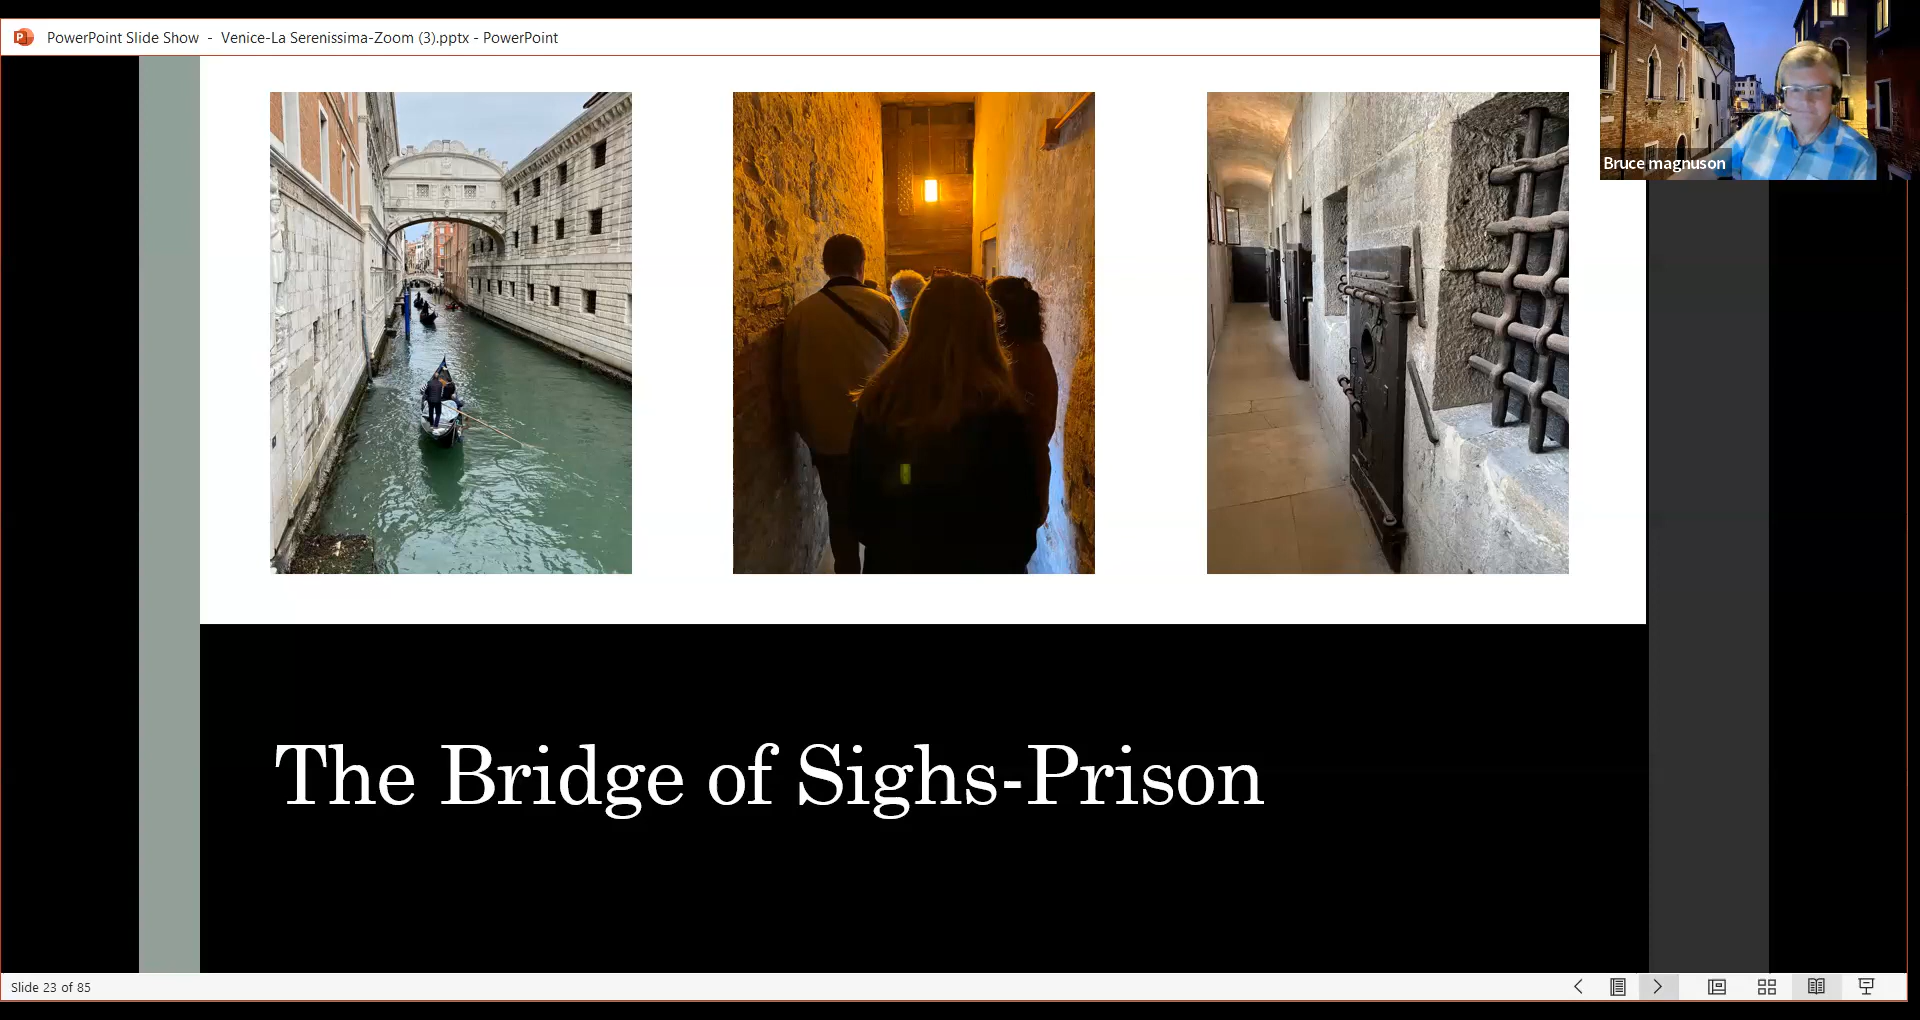 PowerPoint Slide Show - Venice-La Serenissima-Zoom (3).pptx - PowerPoint
Bruce magnuson
The Bridge of Sighs-Prison
Slide 23 of 85